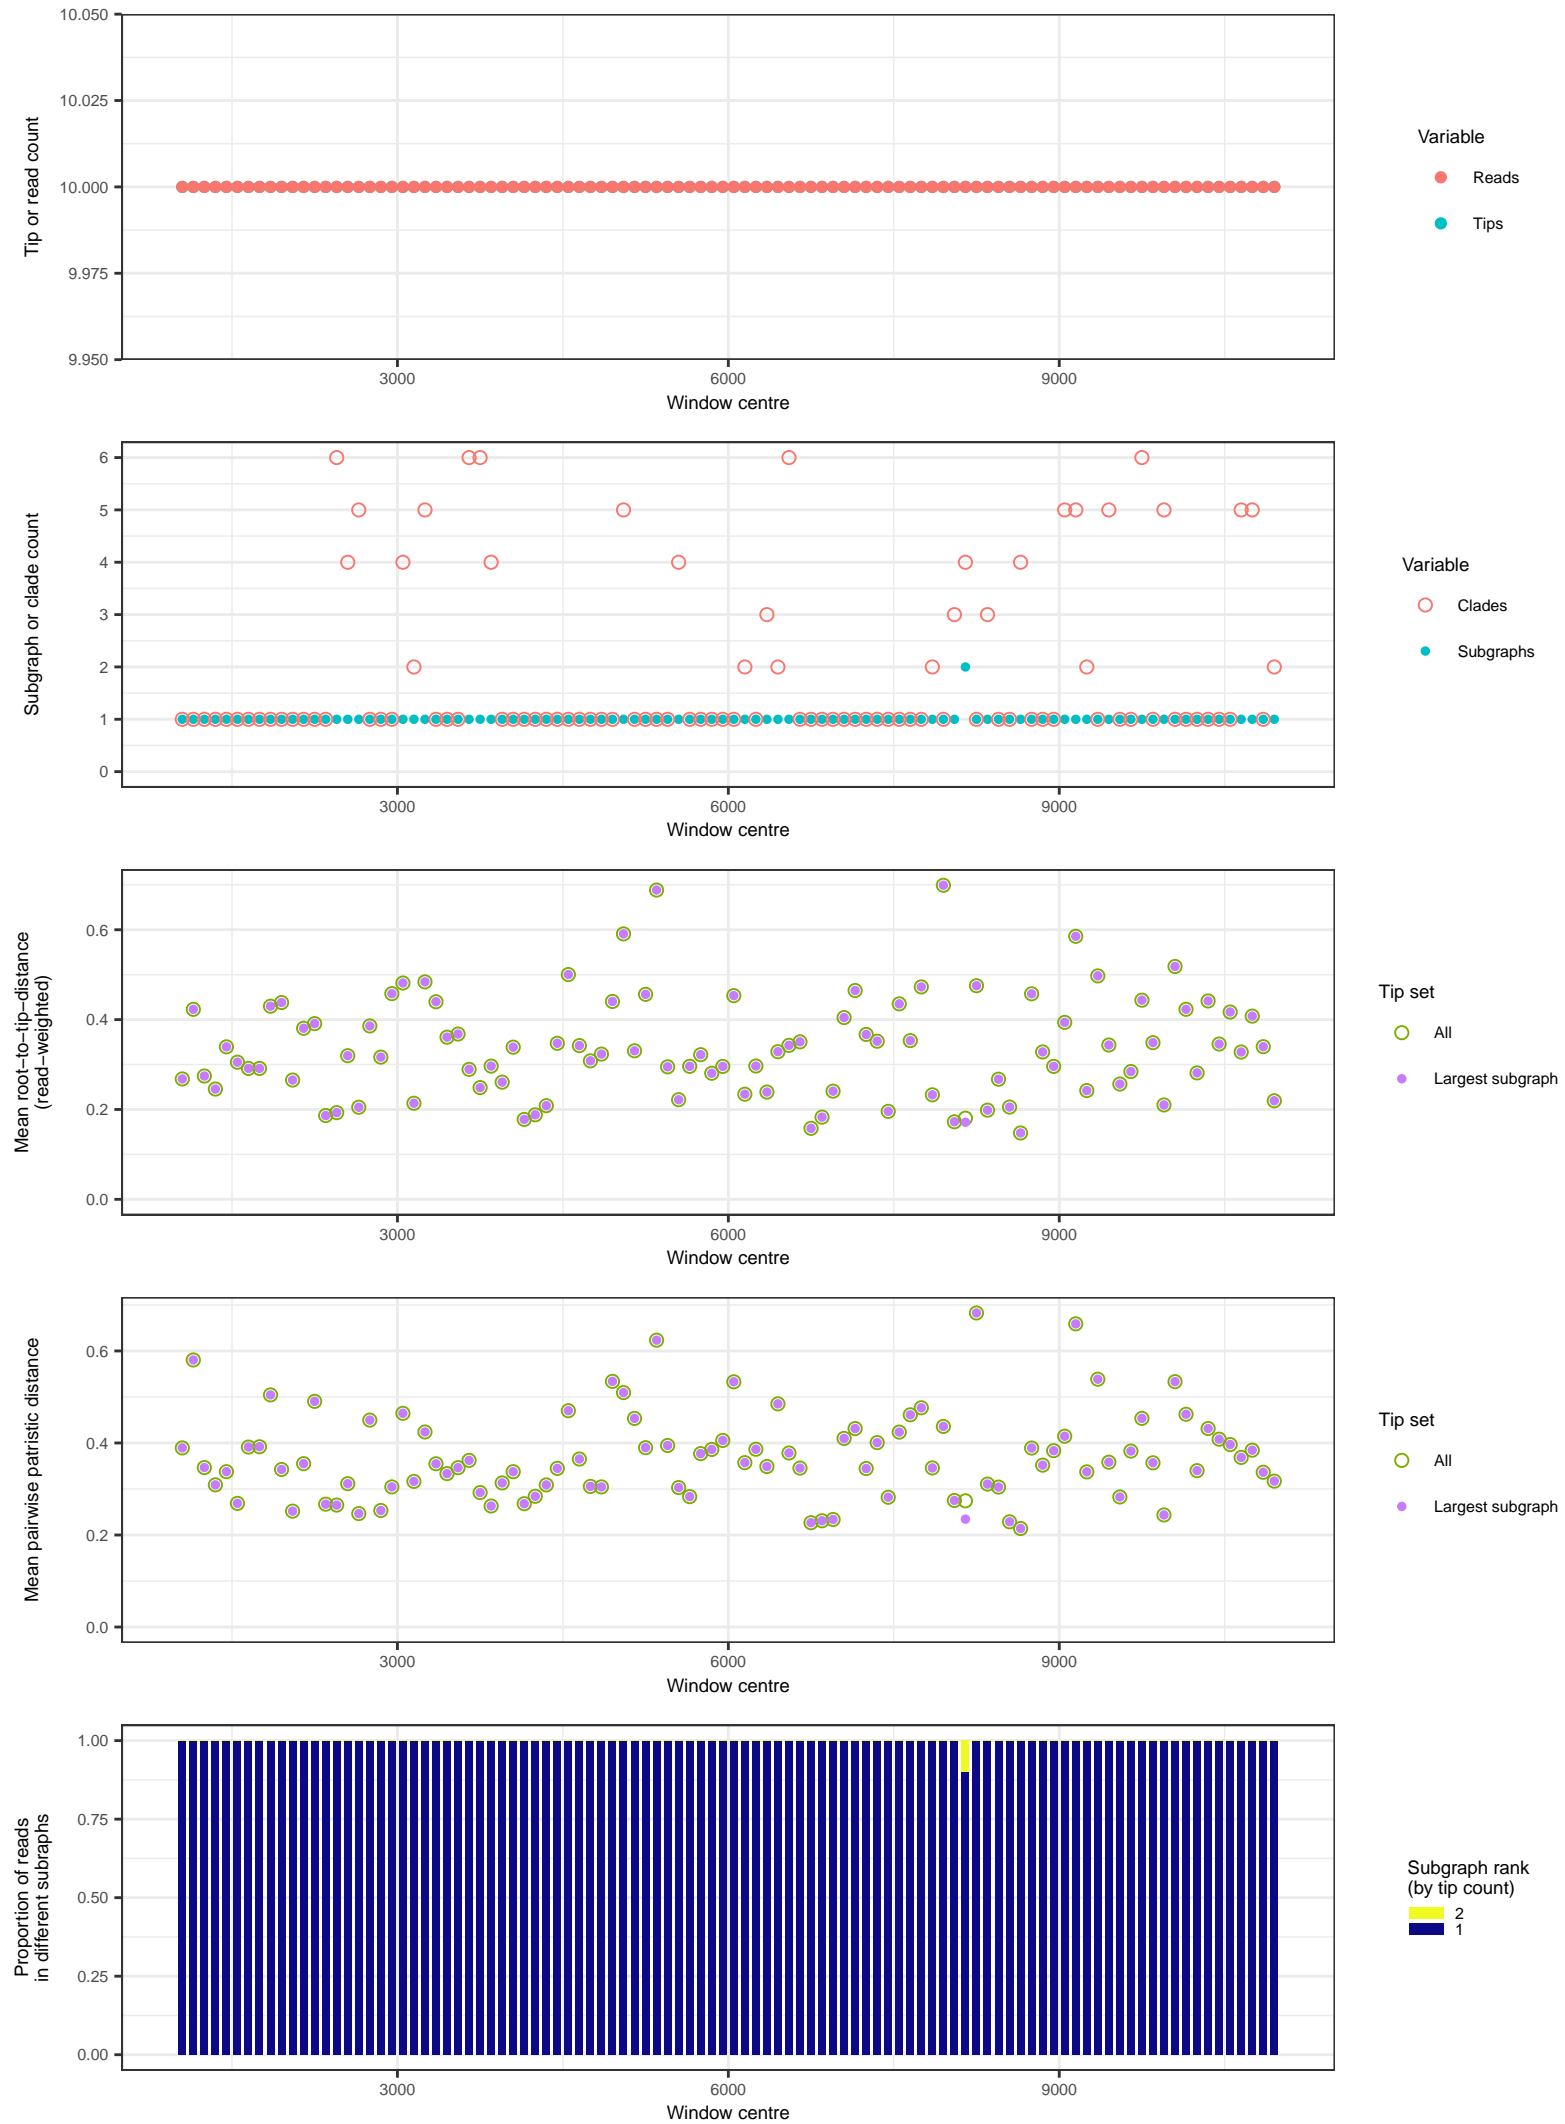 10.050
10.025
10.000
9.975
9.950
Tip or read count
3000
6000
9000
Window centre
Variable
Reads
Tips
6
5
4
3
2
1
0
Subgraph or clade count
3000
6000
9000
Window centre
Variable
Clades
Subgraphs
0.6
0.4
0.2
0.0
Mean root−to−tip−distance
(read−weighted)
3000
6000
9000
Window centre
Tip set
All
Largest subgraph
0.6
0.4
0.2
0.0
Mean pairwise patristic distance
3000
6000
9000
Window centre
Tip set
All
Largest subgraph
1.00
0.75
0.50
0.25
0.00
Proportion of reads
in different subraphs
3000
6000
9000
Window centre
Subgraph rank
(by tip count)
2
1